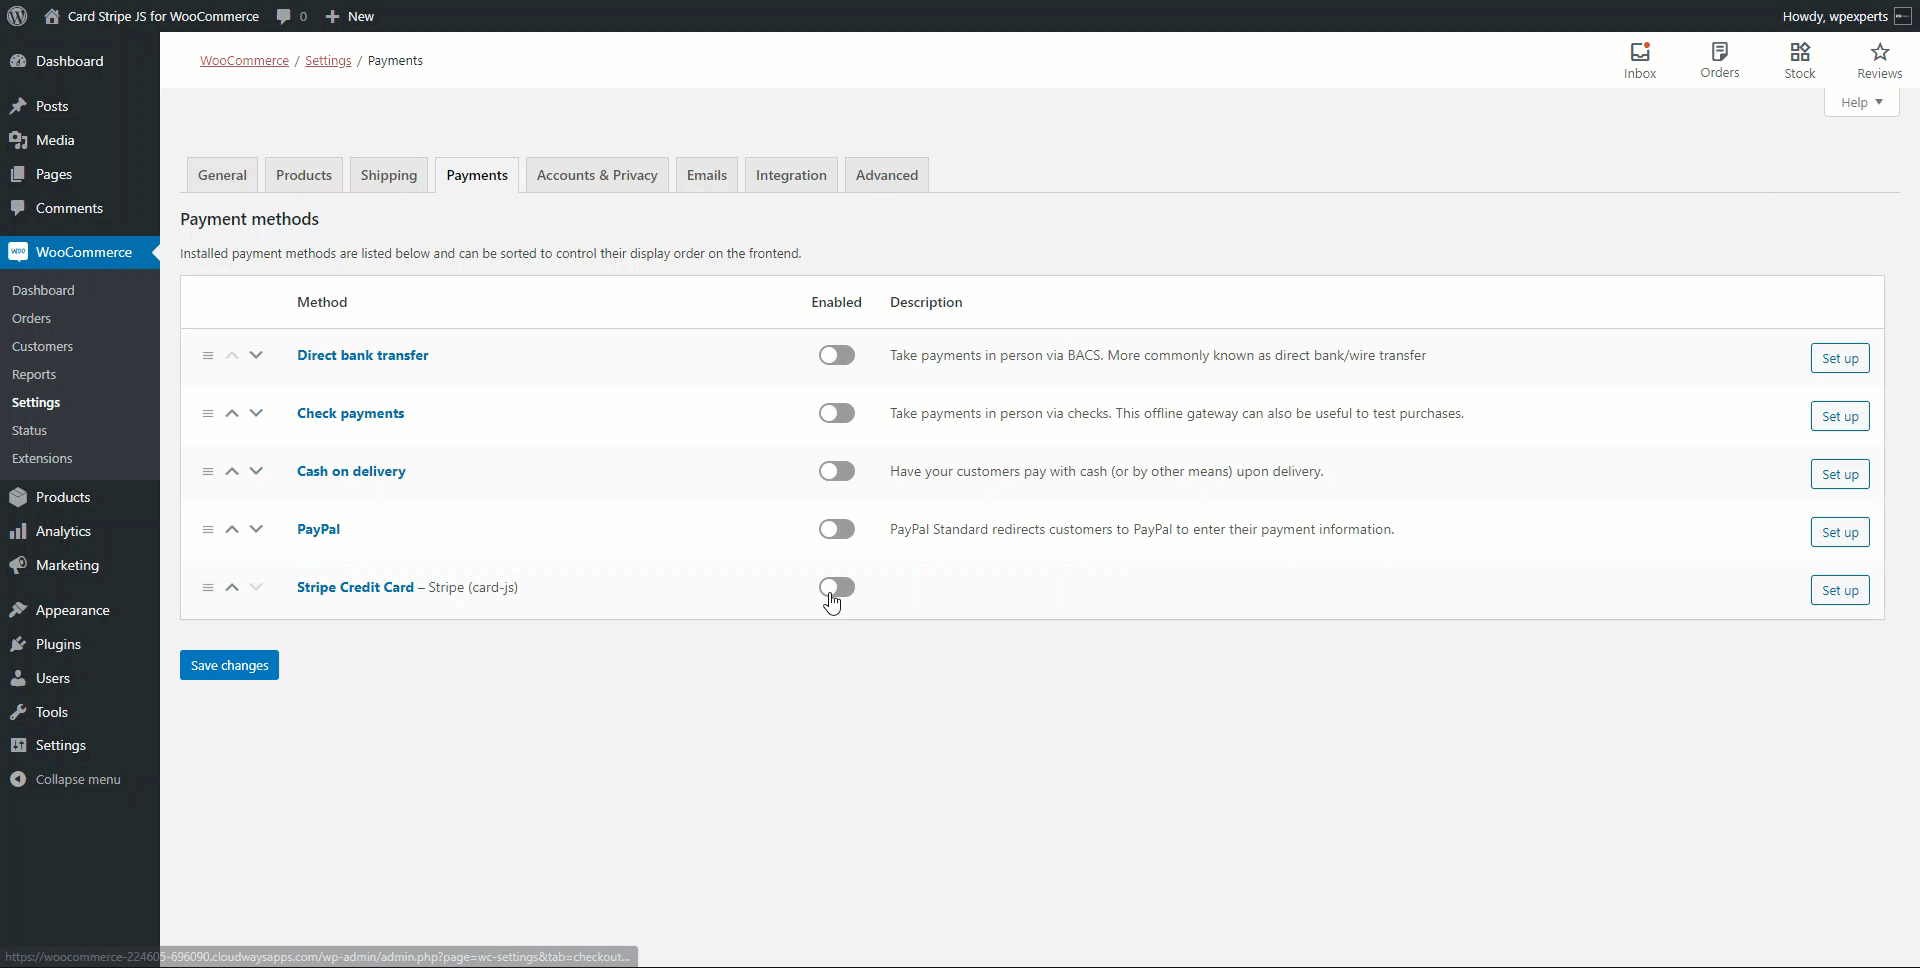 Card Stripe JS for WooCommerce 0 New Howdy, wpexperts
Dashboard
Posts
Media
Pages
Comments
WooCommerce
Dashboard
Orders
Customers
Reports
Settings
Status
Extensions
Products
Analytics
Marketing
Appearance
Plugins
Users
Tools
Settings
Collapse menu
WooCommerce / Settings / Payments
Inbox Orders Stock Reviews
Help
General Products Shipping Payments Accounts & Privacy Emails Integration Advanced
Payment methods
Installed payment methods are listed below and can be sorted to control their display order on the frontend.
Method Enabled Description
Direct bank transfer Take payments in person via BACS. More commonly known as direct bank/wire transfer Set up
Check payments Take payments in person via checks. This offline gateway can also be useful to test purchases. Set up
Cash on delivery Have your customers pay with cash (or by other means) upon delivery. Set up
PayPal PayPal Standard redirects customers to PayPal to enter their payment information. Set up
Stripe Credit Card – Stripe (card-js) Set up
Save changes
https://woocommerce-224605-696090.cloudwaysapps.com/wp-admin/admin.php?page=wc-settings&tab=checkout...